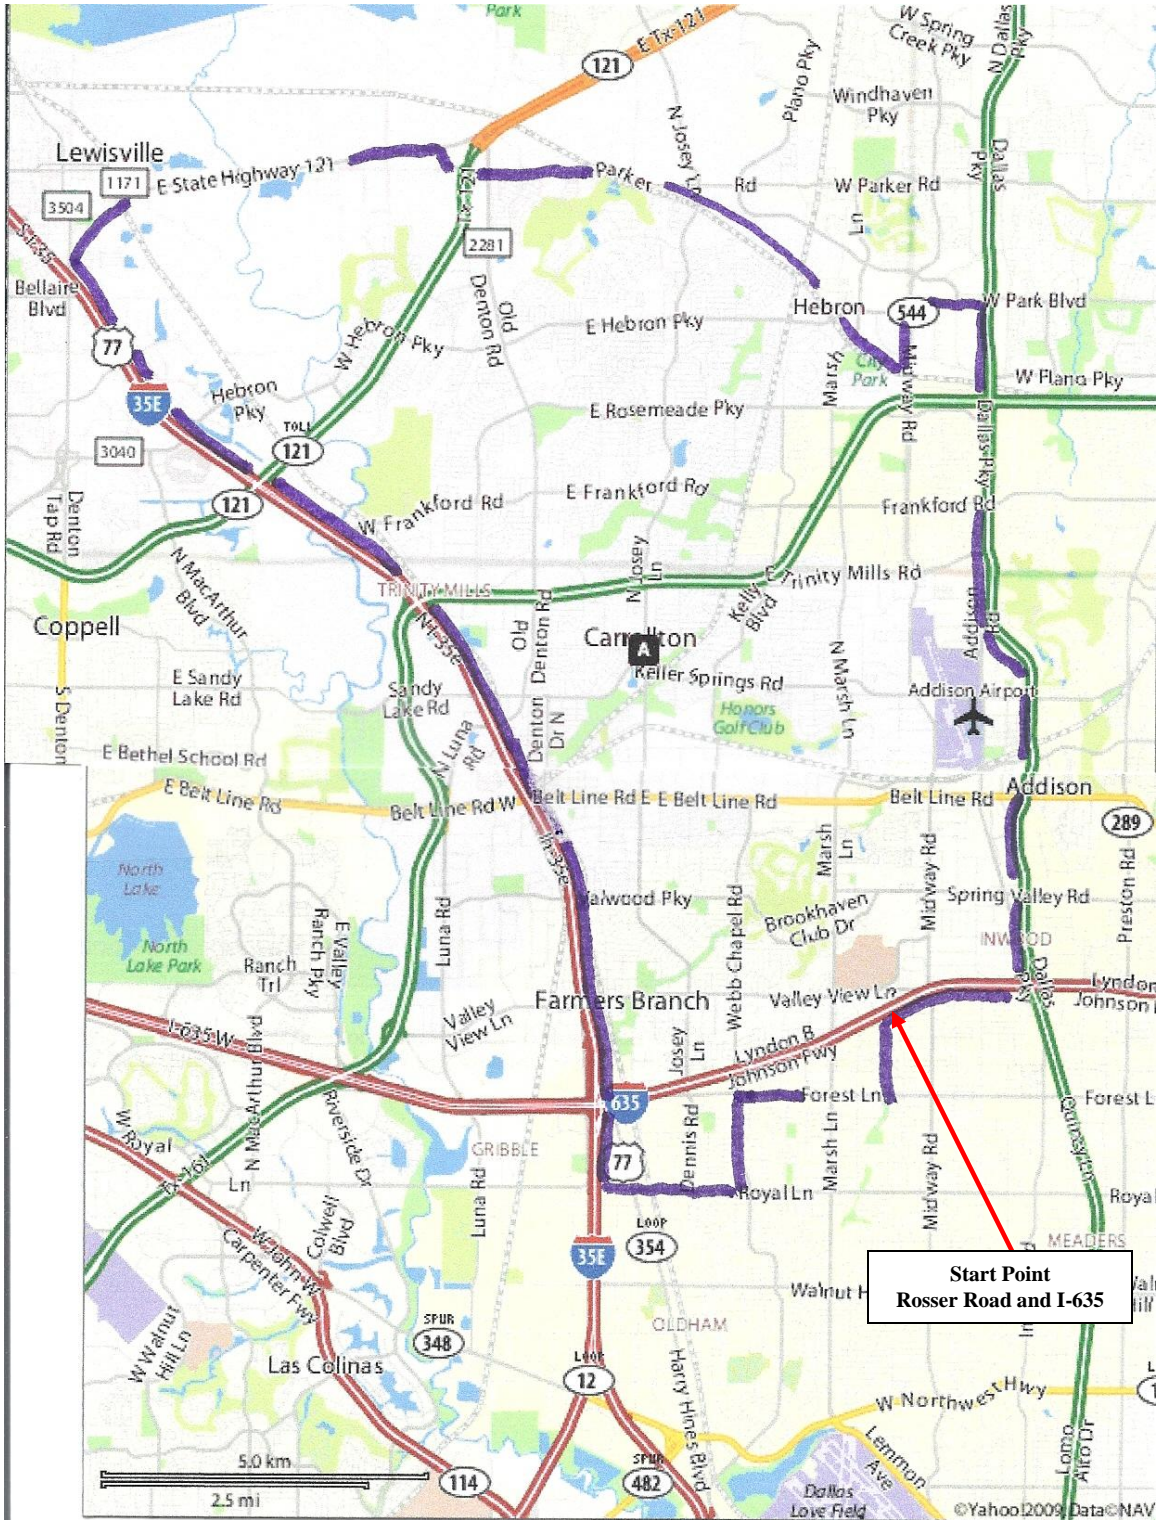 Park
W Spring
Creek Pky
N Dallas
Pky
E Tx-121
121
Plano Pky
Windhaven
Pky
N Josey Ln
Dallas
Pky
Lewisville
1171
E State Highway 121
3504
Parker
Rd
W Parker Rd
Ln
2281
S I-35
Bellaire
Blvd
Old
Denton Rd
77
W Hebron Pky
E Hebron Pky
Hebron
544
W Park Blvd
City
Park
Marsh
Midway Rd
W Plano Pky
35E
Hebron
Pky
E Rosemeade Pky
Dallas Pky
TOLL
121
3040
121
Denton
Tap Rd
W Frankford Rd
E Frankford Rd
Frankford Rd
N MacArthur
Blvd
TRINITY MILLS
N Josey
Ln
E Trinity Mills Rd
Kelly
Blvd
Addison
Rd
Coppell
N I-35e
Old
Denton Rd
Carrollton
A
Keller Springs Rd
N Marsh Ln
Addison Airport
E Sandy
Lake Rd
Sandy
Lake Rd
S Denton
N Luna
Rd
Denton
Dr N
Honors
Golf Club
E Bethel School Rd
E Belt Line Rd
Belt Line Rd W
Belt Line Rd E
E Belt Line Rd
Belt Line Rd
Addison
289
North
Lake
IH-35e
Marsh
Ln
Midway Rd
Preston Rd
Valwood Pky
Spring Valley Rd
Webb Chapel Rd
Brookhaven
Club Dr
INWOOD
North
Lake Park
Ranch
Trl
Ranch Pky
E Valley
Luna Rd
Dallas
Pky
Lyndon
Johnson
Farmers Branch
Valley View Ln
Valley
View Ln
I-635 W
N MacArthur Blvd
Josey
Ln
Lyndon B
Johnson Fwy
635
Forest Ln
Forest L
Riverside Dr
W Royal
Ln
GRIBBLE
77
Dennis Rd
Marsh Ln
Midway Rd
Quincy Ln
Tx-161
Luna Rd
Royal Ln
Royal
Colwell
Blvd
LOOP
354
35E
MEADERS
W John W
Carpenter Fwy
Start Point
Rosser Road and I-635
Walnut H
SPUR
348
OLDHAM
W Walnut
Hill Ln
Las Colinas
LOOP
12
Harry Hines Blvd
W Northwest Hwy
Lemmon
Ave
Lomo
Alto Dr
5.0 km
2.5 mi
114
SPUR
482
Dallas
Love Field
©Yahoo!2009, Data©NAV